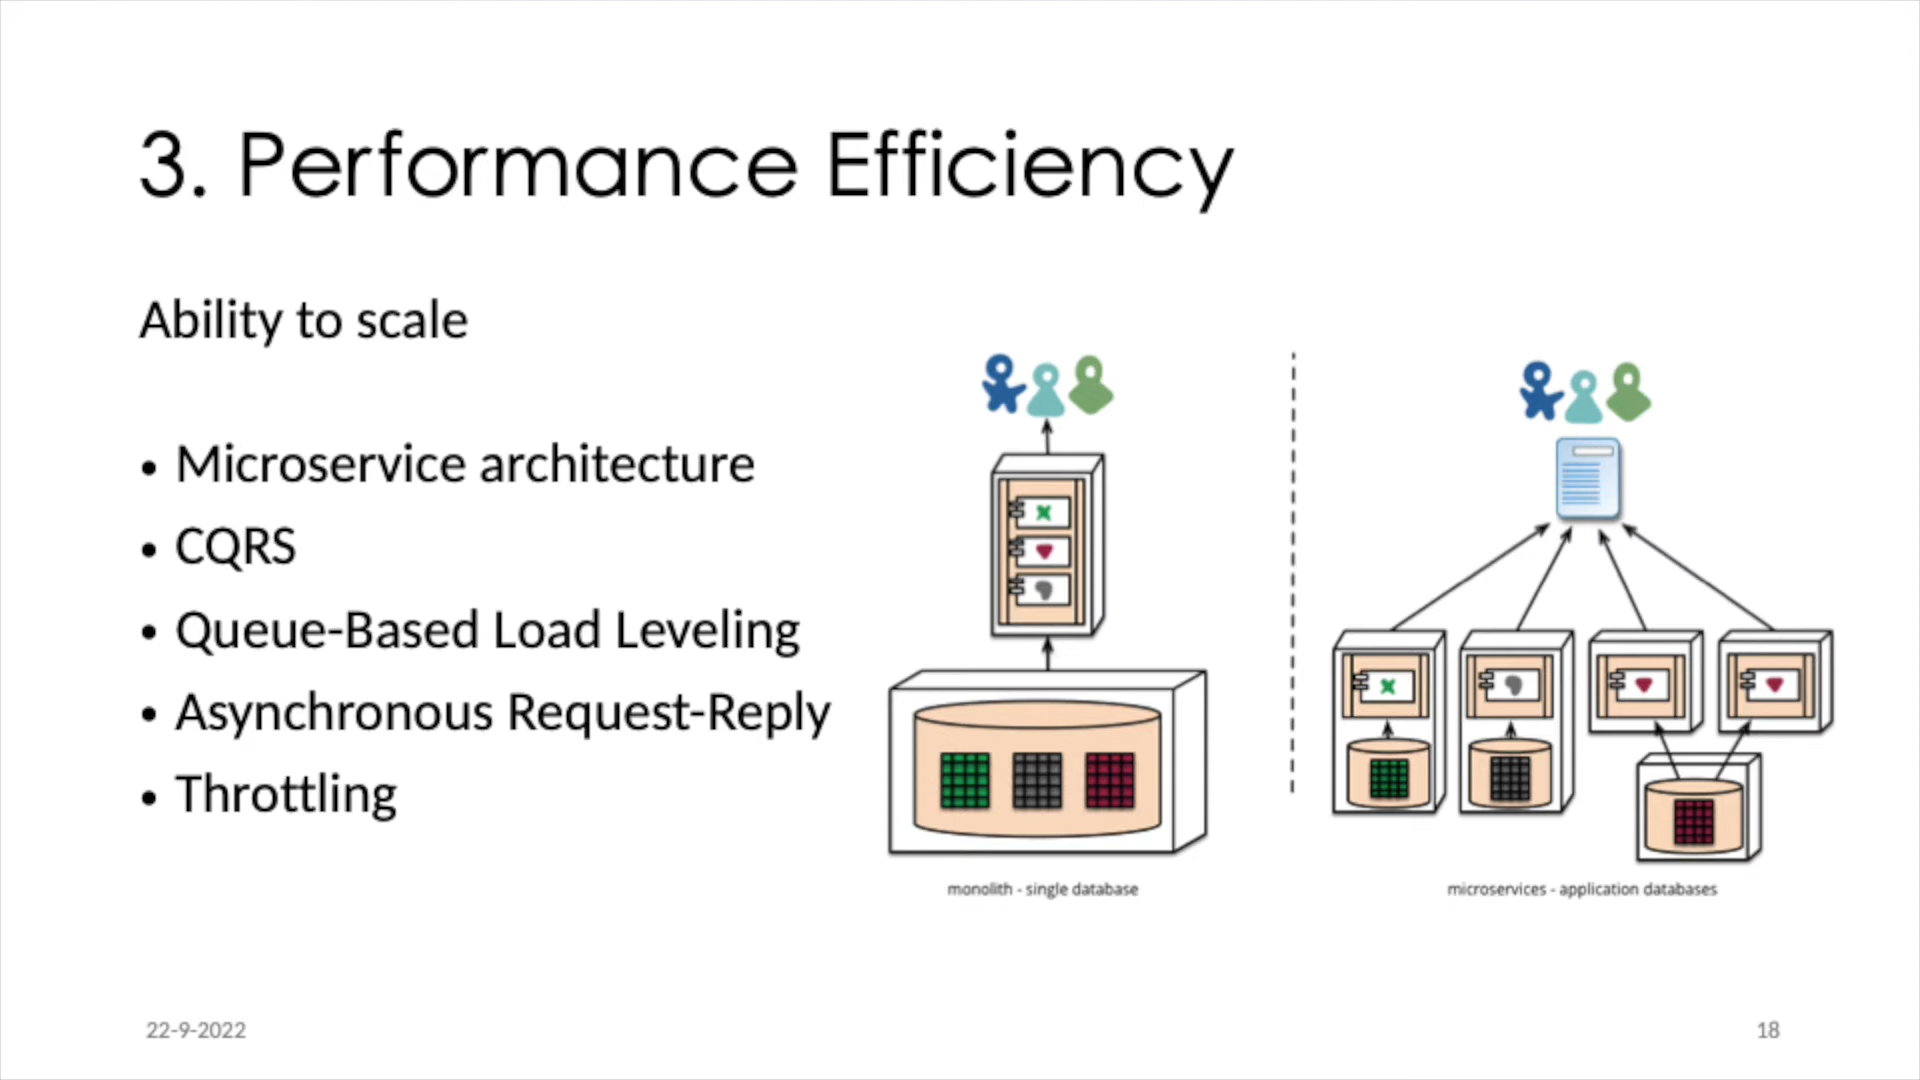 3. Performance Efficiency
Ability to scale
• Microservice architecture
• CQRS
• Queue-Based Load Leveling
• Asynchronous Request-Reply
• Throttling
monolith - single database
microservices - application databases
22-9-2022
18